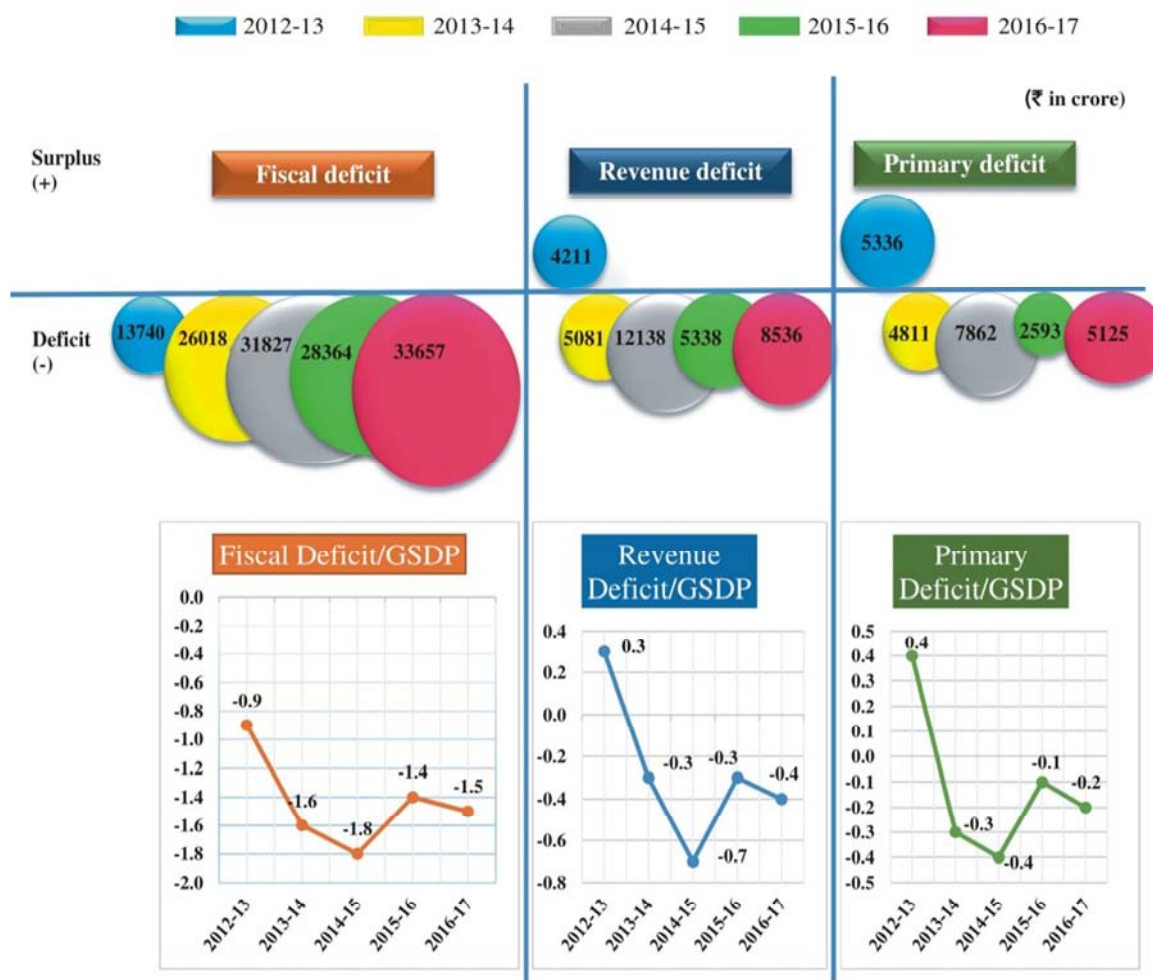 2012-13 2013-14 2014-15 2015-16 2016-17
(₹ in crore)
Surplus
(+)
Fiscal deficit
Revenue deficit
Primary deficit
4211
5336
Deficit
(-)
13740 26018 31827 28364 33657
5081 12138 5338 8536
4811 7862 2593 5125
Fiscal Deficit/GSDP
0.0
-0.2
-0.4
-0.6
-0.8
-1.0
-1.2
-1.4
-1.6
-1.8
-2.0
-0.9
-1.6
-1.8
-1.4
-1.5
2012-13 2013-14 2014-15 2015-16 2016-17
Revenue
Deficit/GSDP
0.4
0.2
0.0
-0.2
-0.4
-0.6
-0.8
0.3
-0.3
-0.7
-0.3
-0.4
2012-13 2013-14 2014-15 2015-16 2016-17
Primary
Deficit/GSDP
0.5
0.4
0.3
0.2
0.1
0.0
-0.1
-0.2
-0.3
-0.4
-0.5
0.4
-0.3
-0.4
-0.1
-0.2
2012-13 2013-14 2014-15 2015-16 2016-17